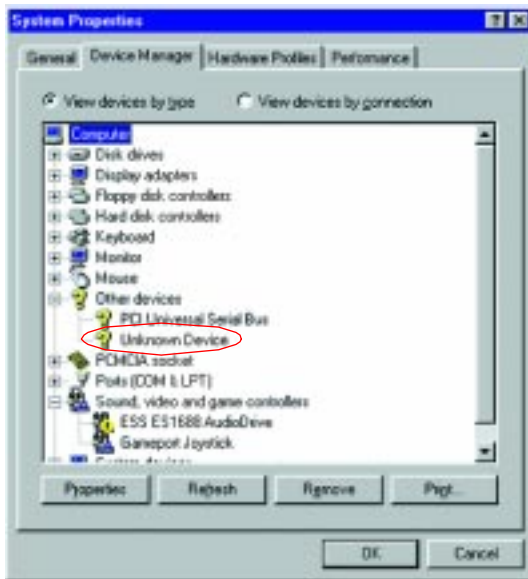 System Properties
General Device Manager Hardware Profiles Performance
View devices by type View devices by connection
Computer
Disk drives
Display adapters
Floppy disk controllers
Hard disk controllers
Keyboard
Monitor
Mouse
Other devices
PCI Universal Serial Bus
Unknown Device
PCMCIA socket
Ports (COM & LPT)
Sound, video and game controllers
ESS ES1688 AudioDrive
Gameport Joystick
System devices
Properties Refresh Remove Print...
OK Cancel